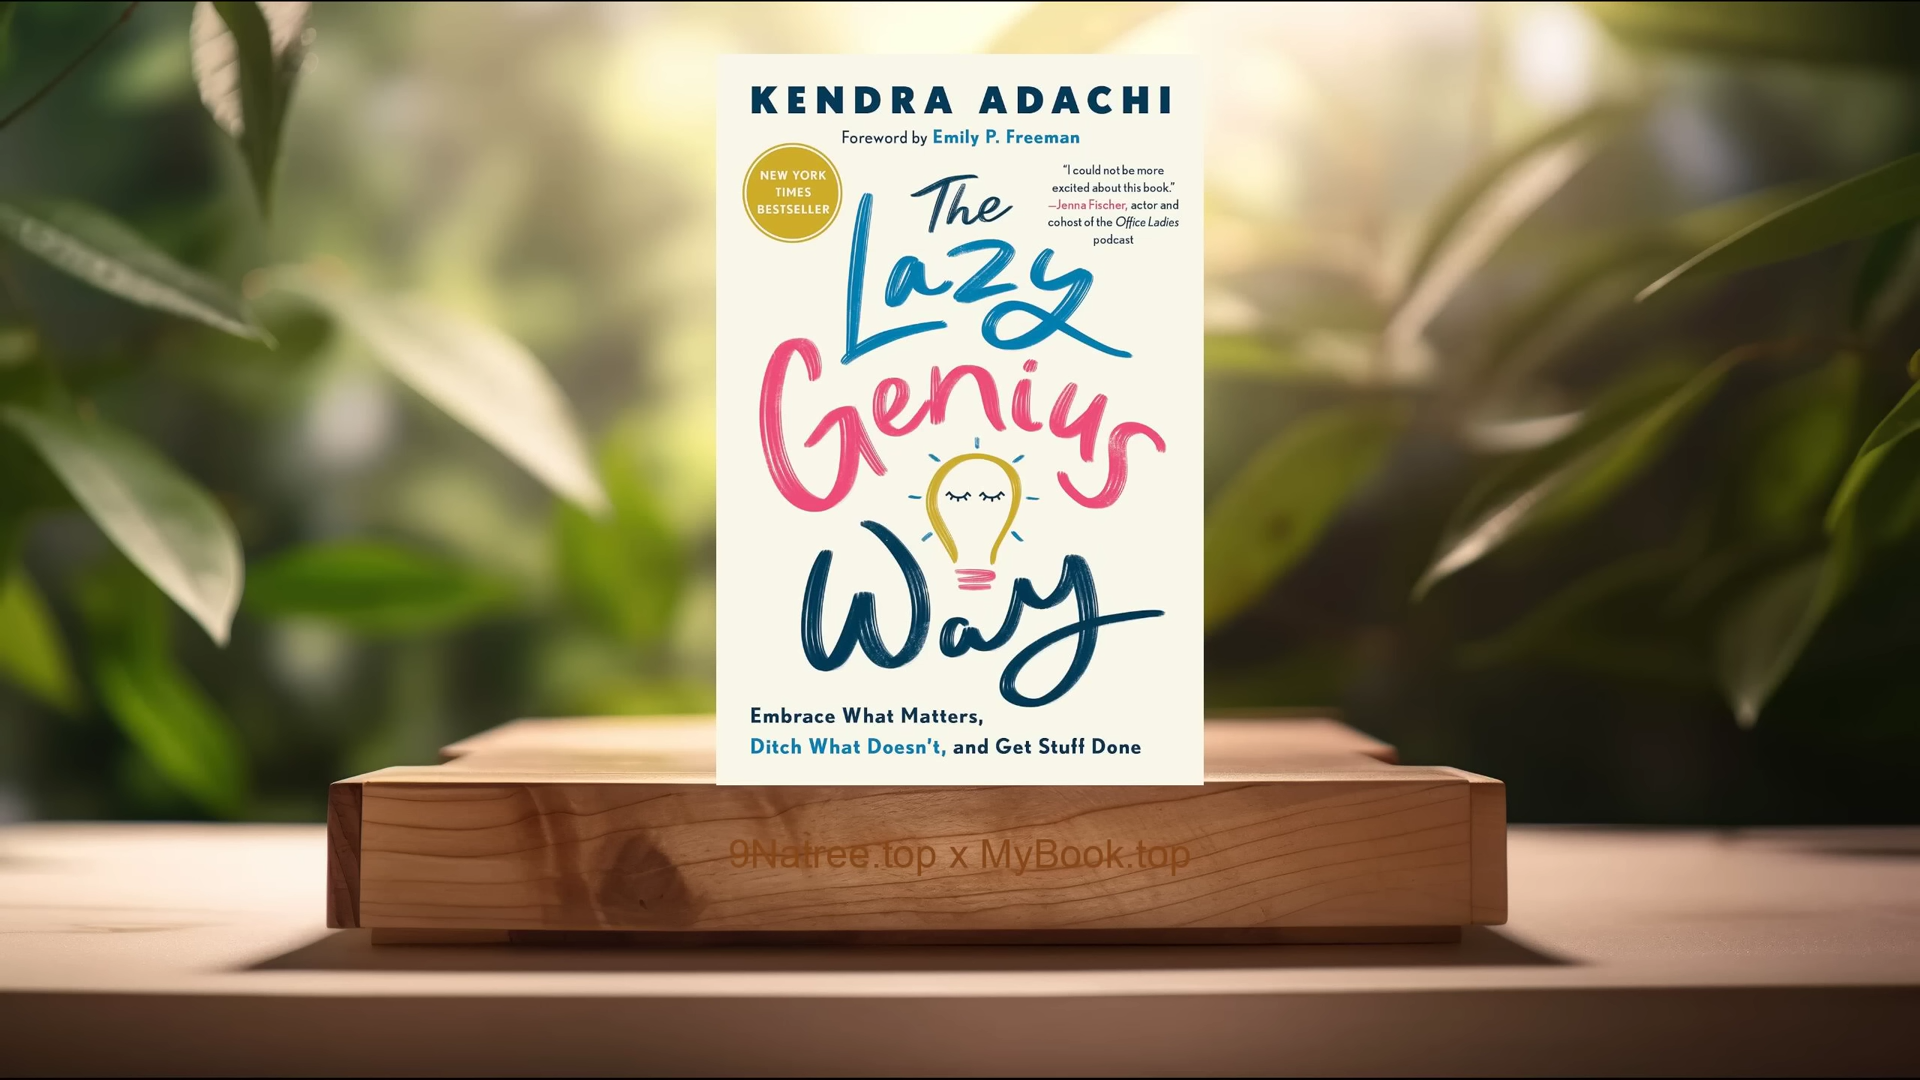 KENDRA ADACHI
Foreword by Emily P. Freeman
NEW YORK
TIMES
BESTSELLER
“I could not be more
excited about this book.”
—Jenna Fischer, actor and
cohost of the Office Ladies
podcast
The
Lazy
Genius
Way
Embrace What Matters,
Ditch What Doesn't, and Get Stuff Done
9Natree.top x MyBook.top